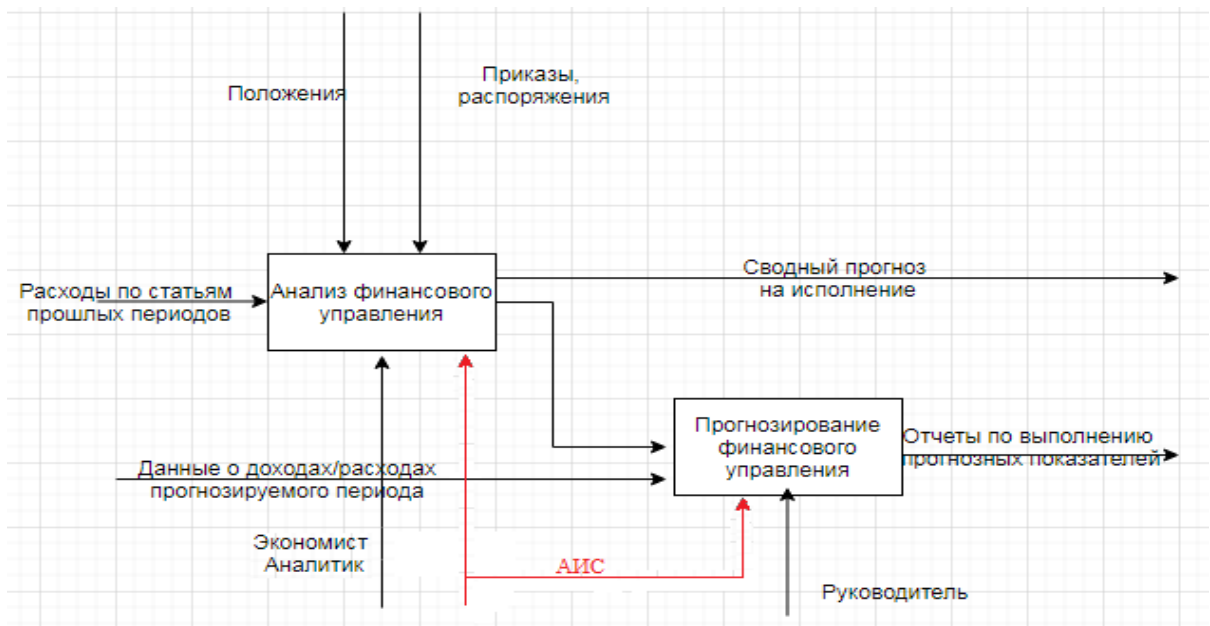 Положения
Приказы,
распоряжения
Расходы по статьям
прошлых периодов
Анализ финансового
управления
Сводный прогноз
на исполнение
Прогнозирование
финансового
управления
Отчеты по выполнению
прогнозных показателей
Данные о доходах/расходах
прогнозируемого периода
Экономист
Аналитик
АИС
Руководитель